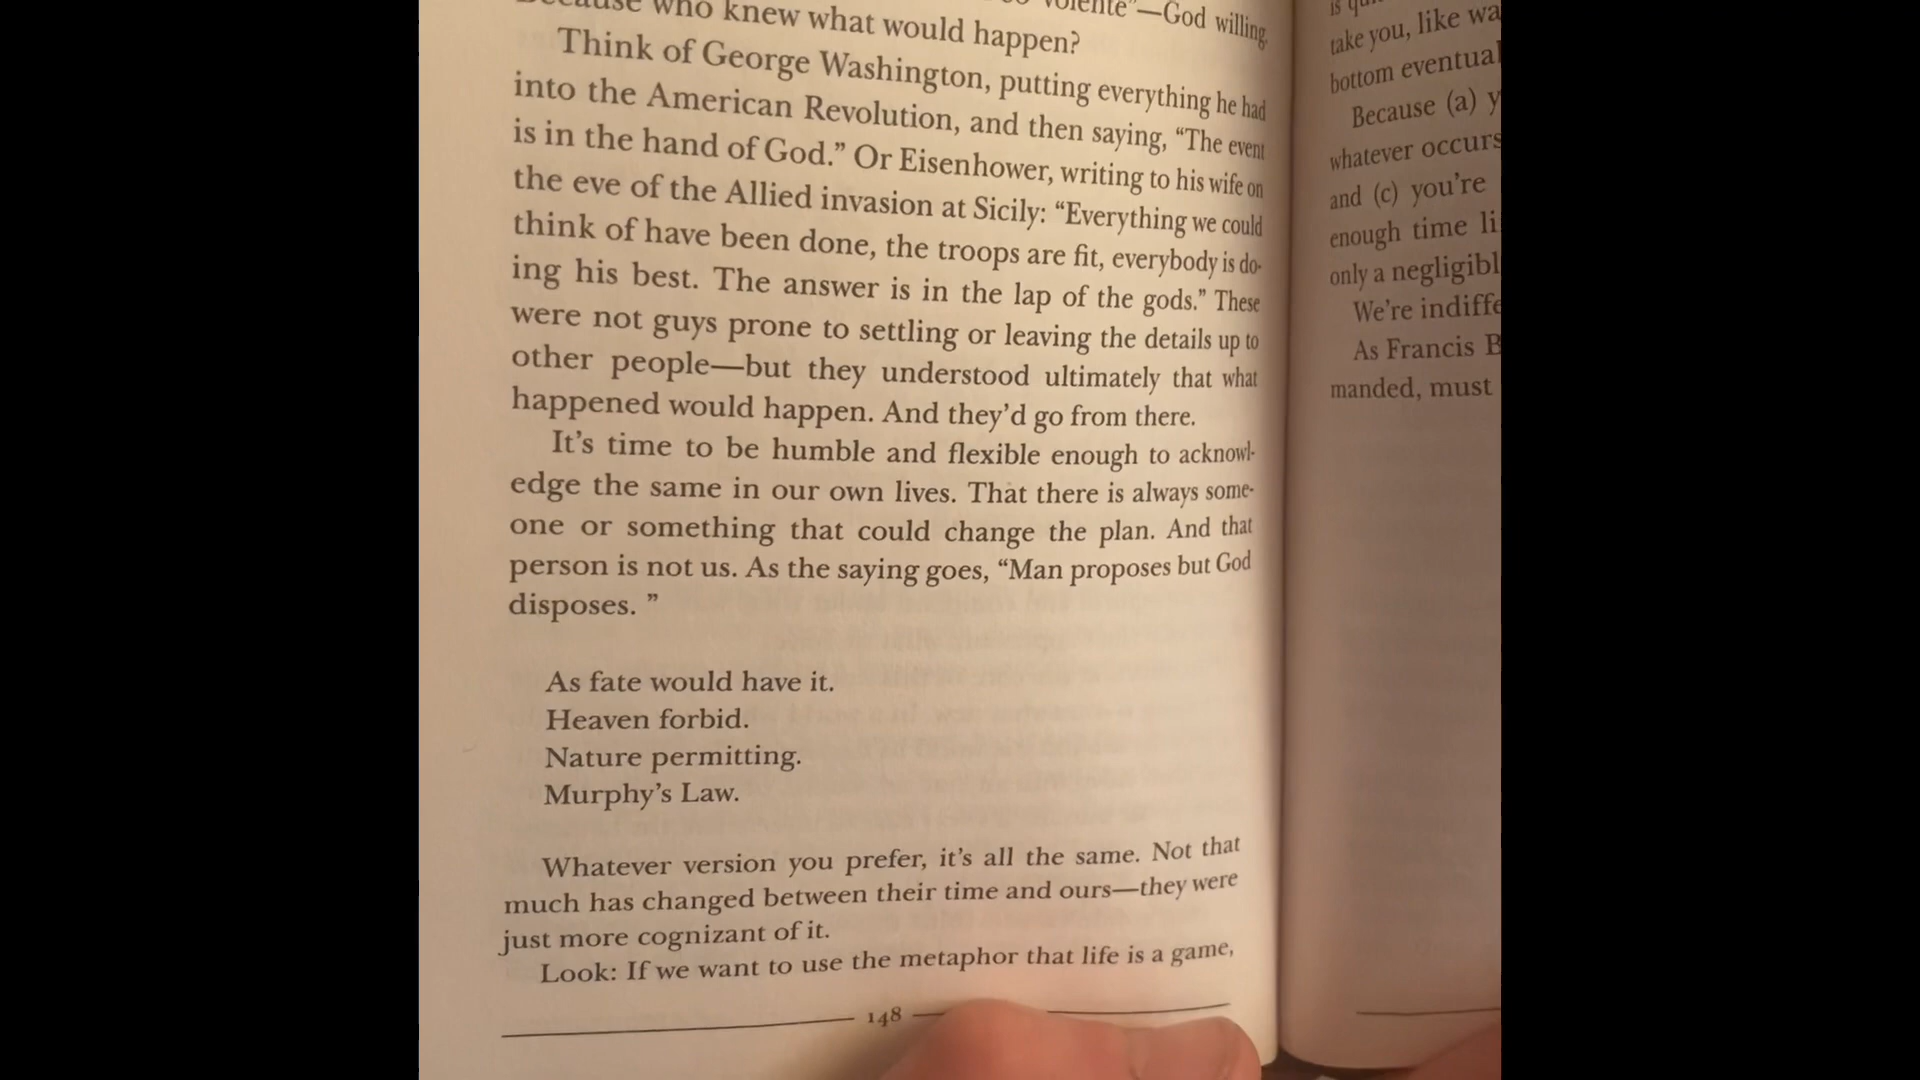 Because who knew what would happen? volente"—God willing,
Think of George Washington, putting everything he had
into the American Revolution, and then saying, “The event
is in the hand of God.” Or Eisenhower, writing to his wife on
the eve of the Allied invasion at Sicily: “Everything we could
think of have been done, the troops are fit, everybody is do-
ing his best. The answer is in the lap of the gods.” These
were not guys prone to settling or leaving the details up to
other people—but they understood ultimately that what
happened would happen. And they’d go from there.
It’s time to be humble and flexible enough to acknowl-
edge the same in our own lives. That there is always some-
one or something that could change the plan. And that
person is not us. As the saying goes, “Man proposes but God
disposes. ”
As fate would have it.
Heaven forbid.
Nature permitting.
Murphy’s Law.
Whatever version you prefer, it’s all the same. Not that
much has changed between their time and ours—they were
just more cognizant of it.
Look: If we want to use the metaphor that life is a game,
148
is
take you, like
bottom
Because (a)
whatever occurs
and (c) you’re
enough time
only a
We’re
As Francis
manded, must